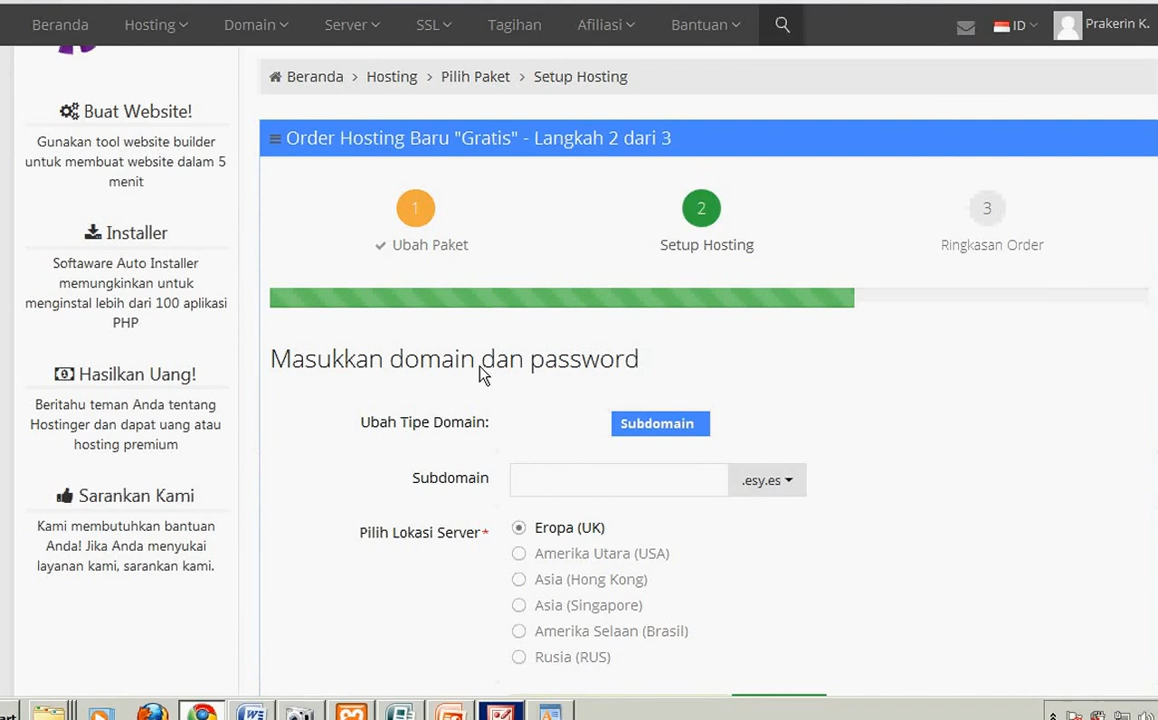 Beranda Hosting Domain Server SSL Tagihan Afiliasi Bantuan ID Prakerin K.
Beranda > Hosting > Pilih Paket > Setup Hosting
Buat Website!
Gunakan tool website builder
untuk membuat website dalam 5
menit
Installer
Softaware Auto Installer
memungkinkan untuk
menginstal lebih dari 100 aplikasi
PHP
Hasilkan Uang!
Beritahu teman Anda tentang
Hostinger dan dapat uang atau
hosting premium
Sarankan Kami
Kami membutuhkan bantuan
Anda! Jika Anda menyukai
layanan kami, sarankan kami.
Order Hosting Baru "Gratis" - Langkah 2 dari 3
1 2 3
Ubah Paket Setup Hosting Ringkasan Order
Masukkan domain dan password
Ubah Tipe Domain: Subdomain
Subdomain .esy.es
Pilih Lokasi Server* Eropa (UK)
Amerika Utara (USA)
Asia (Hong Kong)
Asia (Singapore)
Amerika Selaan (Brasil)
Rusia (RUS)